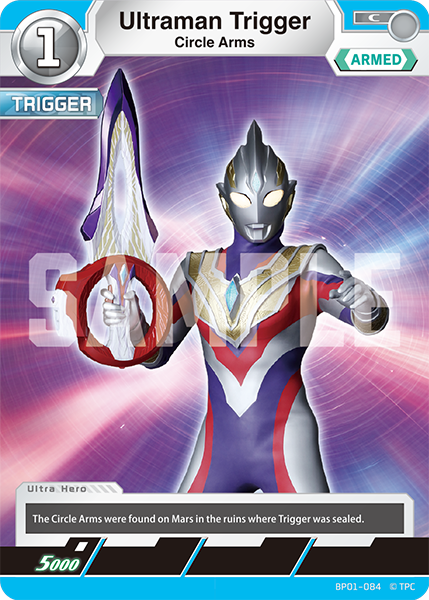 1
Ultraman Trigger
Circle Arms
C
ARMED
TRIGGER
SAMPLE
Ultra Hero
The Circle Arms were found on Mars in the ruins where Trigger was sealed.
5000
BP01-084 © TPC